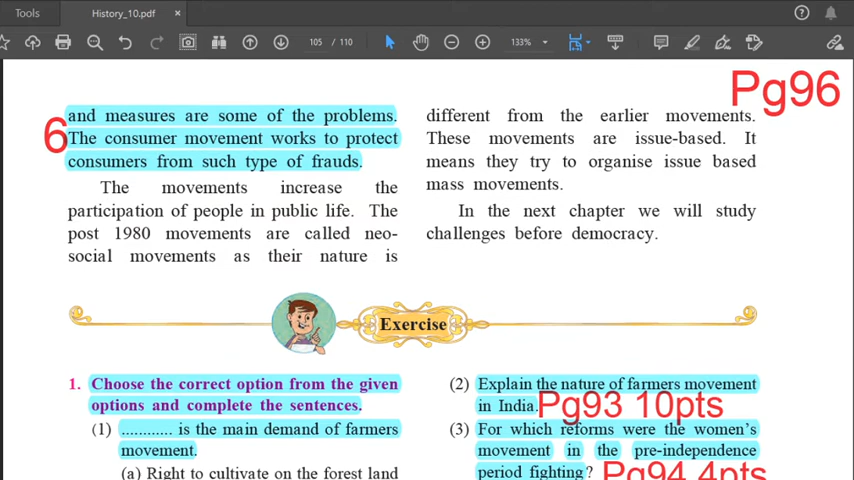 Tools
History_10.pdf ×
105 / 110
133%
Pg96
6
and measures are some of the problems.
The consumer movement works to protect
consumers from such type of frauds.
The movements increase the
participation of people in public life. The
post 1980 movements are called neo-
social movements as their nature is
different from the earlier movements.
These movements are issue-based. It
means they try to organise issue based
mass movements.
In the next chapter we will study
challenges before democracy.
Exercise
1. Choose the correct option from the given
options and complete the sentences.
(1) ............ is the main demand of farmers
movement.
(a) Right to cultivate on the forest land
(2) Explain the nature of farmers movement
in India.
Pg93 10pts
(3) For which reforms were the women's
movement in the pre-independence
period fighting?
Pg94 4pts